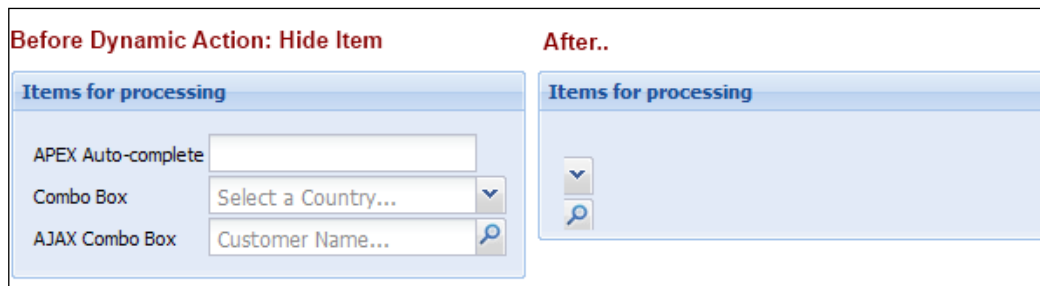 Before Dynamic Action: Hide Item
After..
Items for processing
Items for processing
APEX Auto-complete
Combo Box
Select a Country...
AJAX Combo Box
Customer Name...